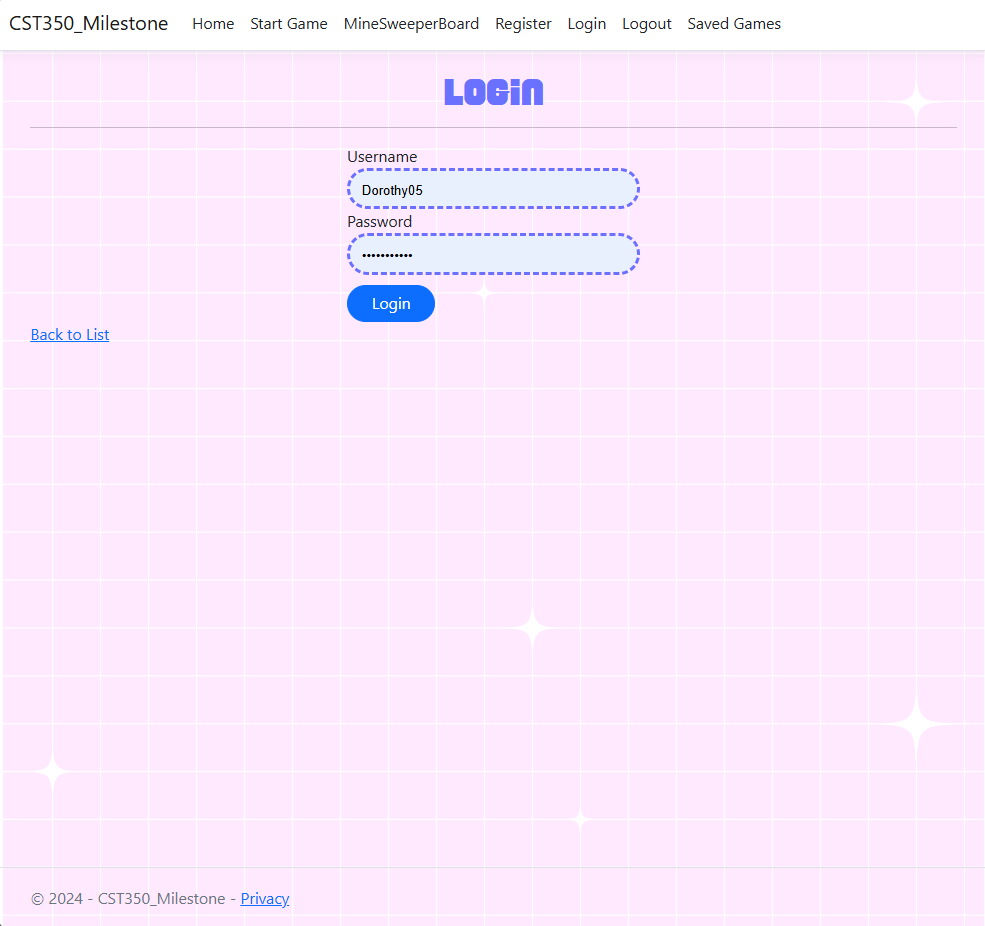 CST350_Milestone Home Start Game MineSweeperBoard Register Login Logout Saved Games
LOGiN
Username
Dorothy05
Password
•••••••••••
Login
Back to List
© 2024 - CST350_Milestone - Privacy